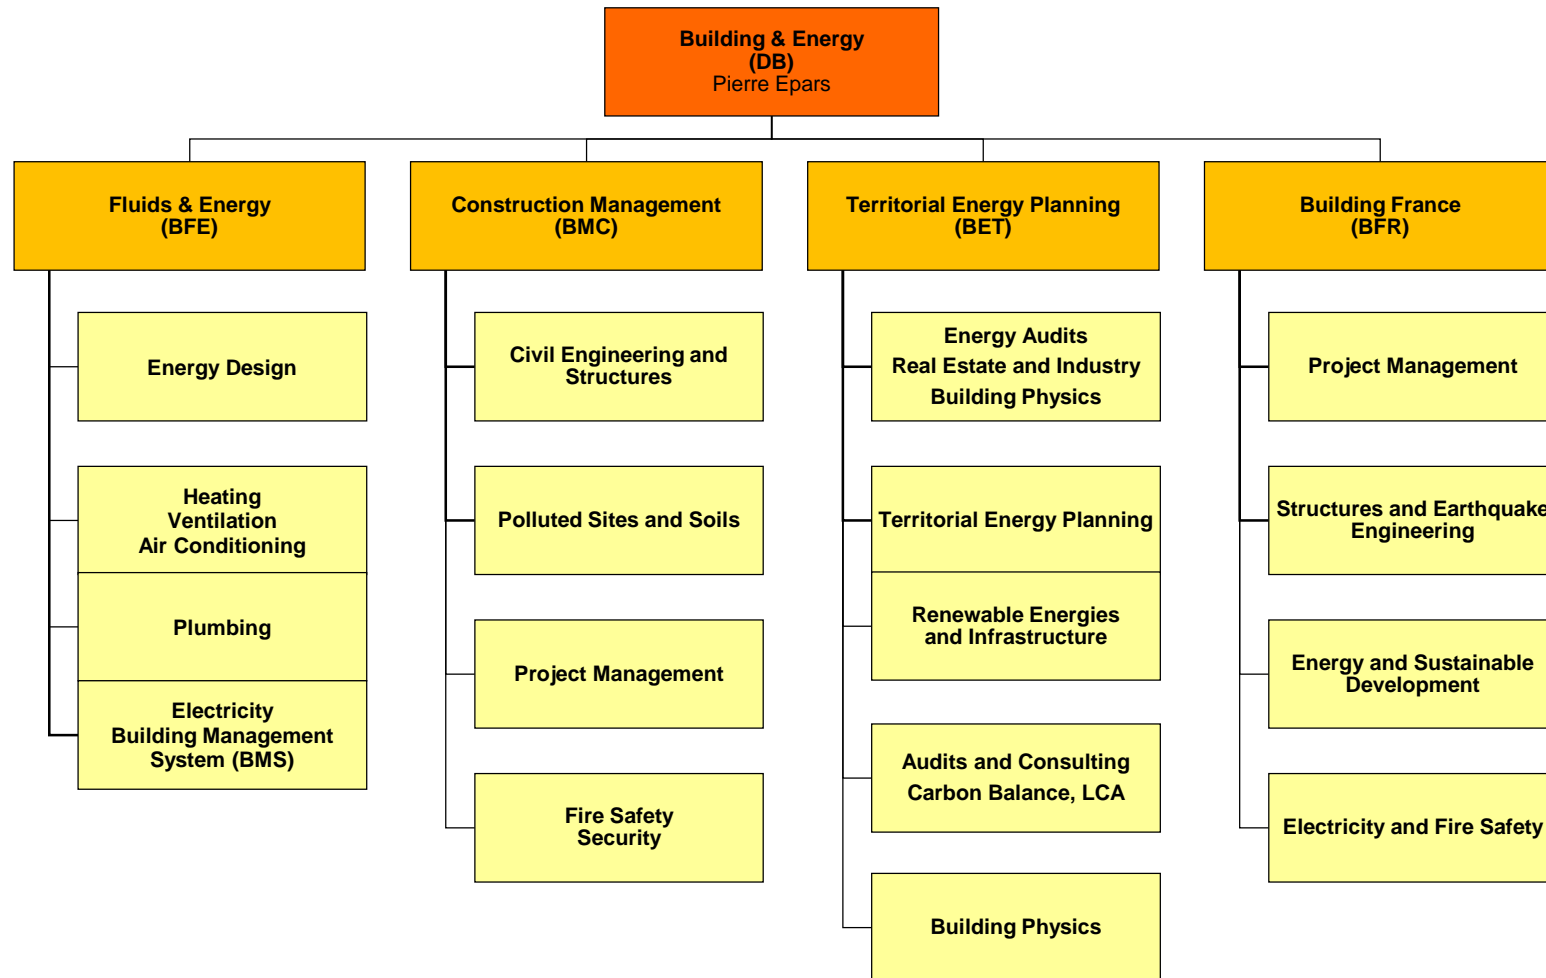 Building & Energy
(DB)
Pierre Epars
Fluids & Energy
(BFE)
Construction Management
(BMC)
Territorial Energy Planning
(BET)
Building France
(BFR)
Energy Design
Heating
Ventilation
Air Conditioning
Plumbing
Electricity
Building Management
System (BMS)
Civil Engineering and
Structures
Polluted Sites and Soils
Project Management
Fire Safety
Security
Energy Audits
Real Estate and Industry
Building Physics
Territorial Energy Planning
Renewable Energies
and Infrastructure
Audits and Consulting
Carbon Balance, LCA
Building Physics
Project Management
Structures and Earthquake
Engineering
Energy and Sustainable
Development
Electricity and Fire Safety